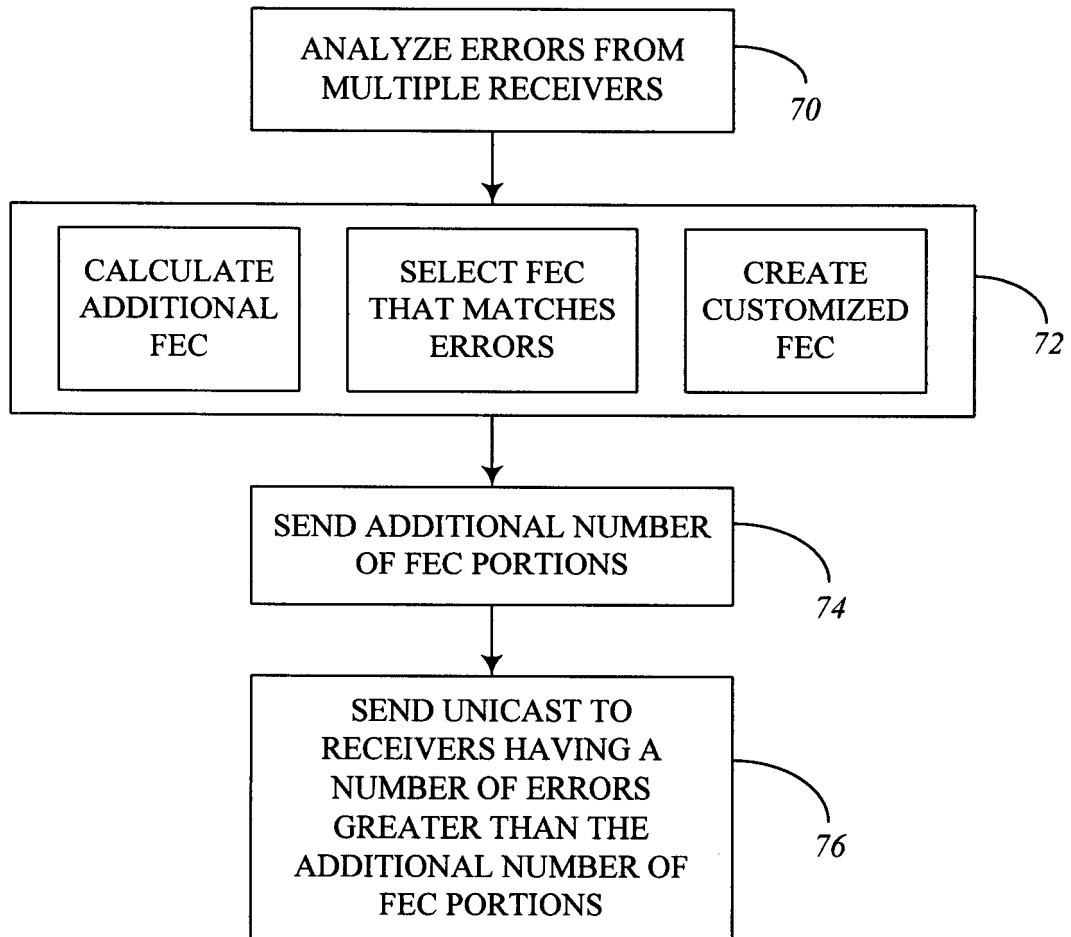 ANALYZE ERRORS FROM
MULTIPLE RECEIVERS
70
CALCULATE
ADDITIONAL
FEC
SELECT FEC
THAT MATCHES
ERRORS
CREATE
CUSTOMIZED
FEC
72
SEND ADDITIONAL NUMBER
OF FEC PORTIONS
74
SEND UNICAST TO
RECEIVERS HAVING A
NUMBER OF ERRORS
GREATER THAN THE
ADDITIONAL NUMBER OF
FEC PORTIONS
76